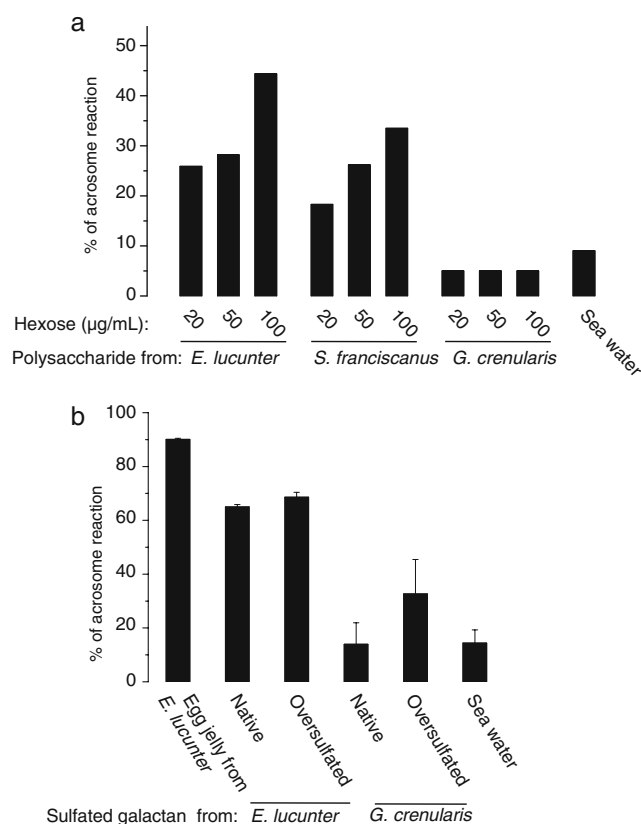 a
50
40
30
20
10
0
% of acrosome reaction
Hexose (µg/mL): 20 50 100 20 50 100 20 50 100 Sea water
Polysaccharide from: E. lucunter S. franciscanus G. crenularis
b
100
80
60
40
20
0
% of acrosome reaction
Egg jelly from
E. lucunter
Native
Oversulfated
Native
Oversulfated
Sea water
Sulfated galactan from: E. lucunter G. crenularis